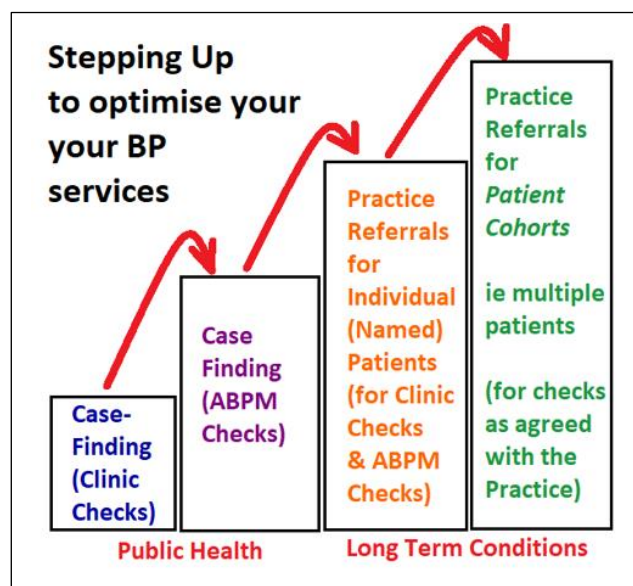 Stepping Up
to optimise your
your BP
services
Case-
Finding
(Clinic
Checks)
Case
Finding
(ABPM
Checks)
Practice
Referrals
for
Individual
(Named)
Patients
(for Clinic
Checks
& ABPM
Checks)
Practice
Referrals
for
Patient
Cohorts
ie multiple
patients
(for checks
as agreed
with the
Practice)
Public Health
Long Term Conditions